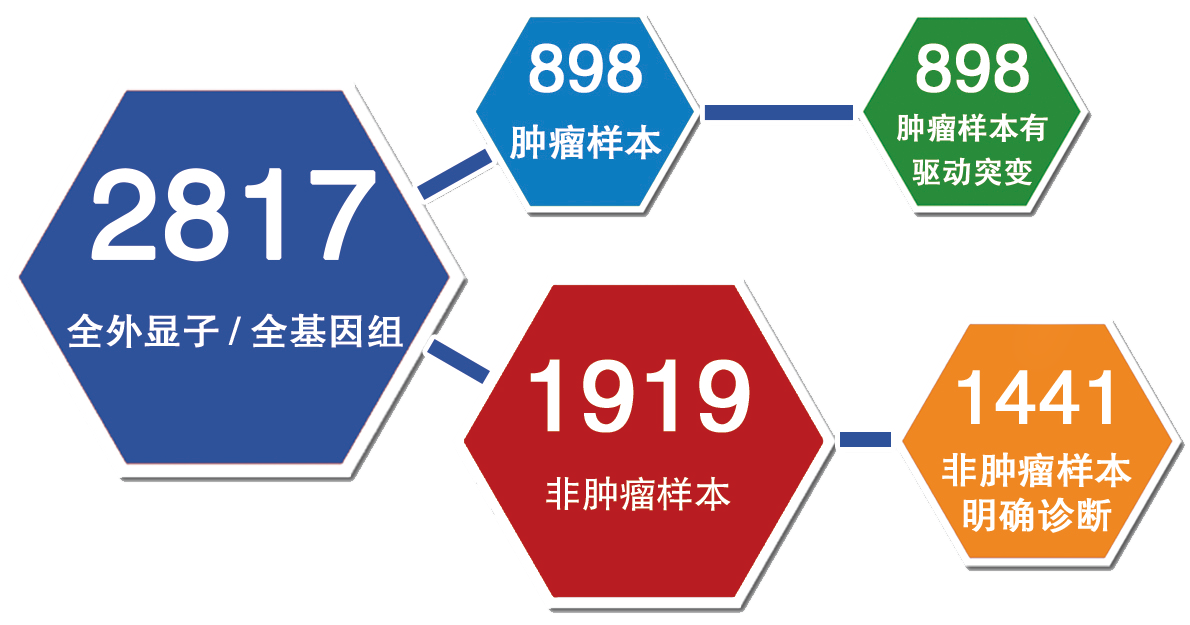 2817
全外显子 / 全基因组
898
肿瘤样本
898
肿瘤样本有
驱动突变
1919
非肿瘤样本
1441
非肿瘤样本
明确诊断